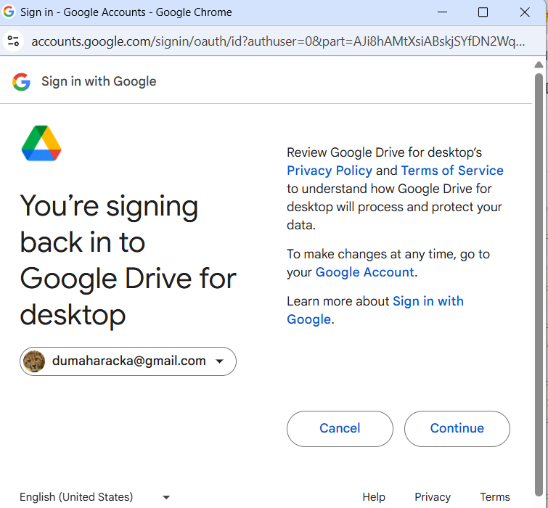 Sign in - Google Accounts - Google Chrome
accounts.google.com/signin/oauth/id?authuser=0&part=AJi8hAMtXsiABskjSYfDN2Wq...
Sign in with Google
You're signing
back in to
Google Drive for
desktop
dumaharacka@gmail.com
Review Google Drive for desktop's
Privacy Policy and Terms of Service
to understand how Google Drive for
desktop will process and protect your
data.
To make changes at any time, go to
your Google Account.
Learn more about Sign in with
Google.
Cancel
Continue
English (United States)
Help
Privacy
Terms